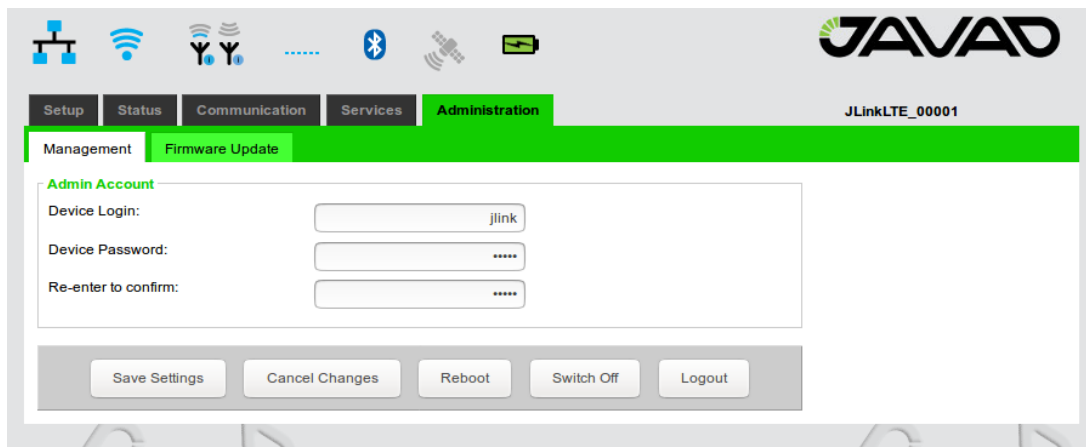 JAVAD
Setup Status Communication Services Administration JLinkLTE_00001
Management Firmware Update
Admin Account
Device Login: jlink
Device Password: •••••
Re-enter to confirm: •••••
Save Settings Cancel Changes Reboot Switch Off Logout